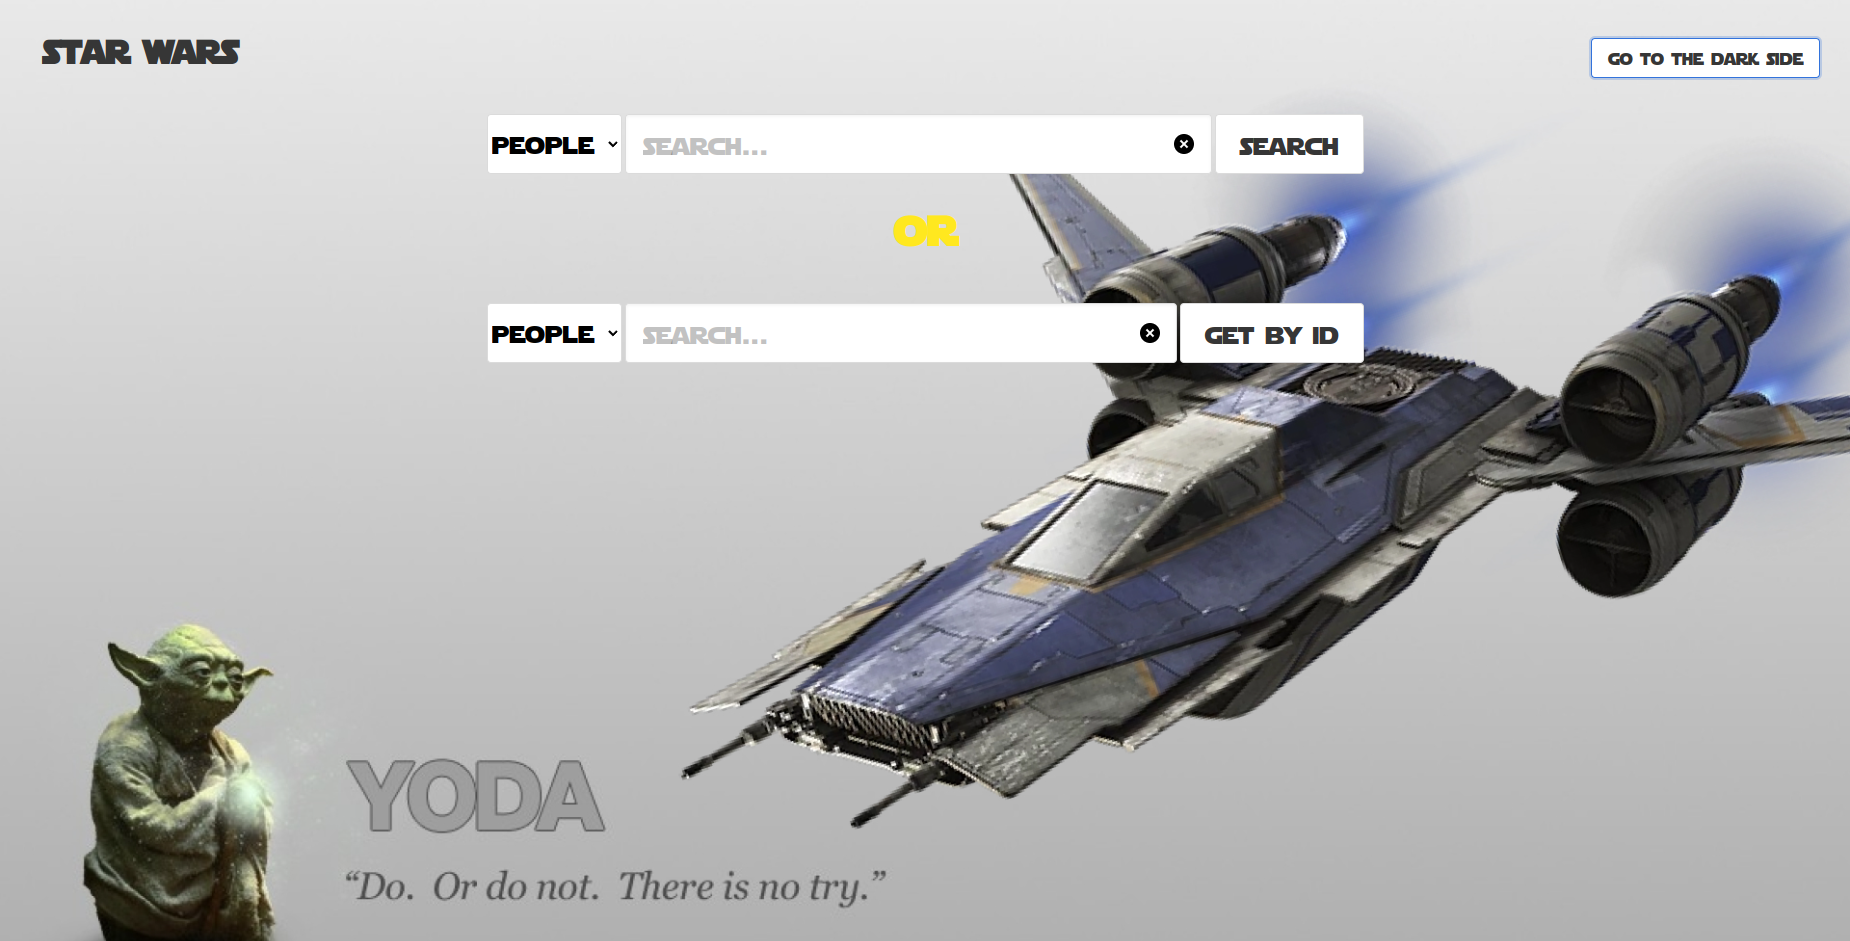 STAR WARS
GO TO THE DARK SIDE
PEOPLE SEARCH... SEARCH
OR
PEOPLE SEARCH... GET BY ID
YODA
“Do. Or do not. There is no try.”